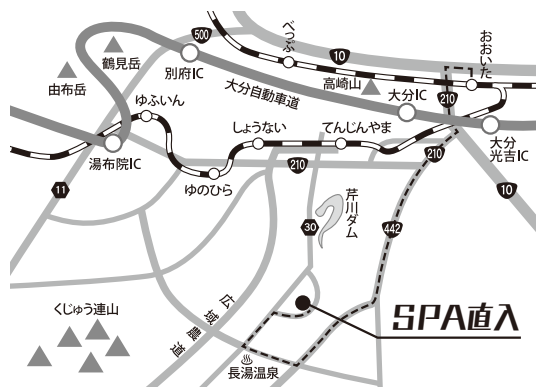 500
べっぷ
10
おおいた
鶴見岳
別府IC
由布岳
高崎山
大分自動車道
大分IC
210
ゆふいん
しょうない
てんじんやま
大分
光吉IC
湯布院IC
210
210
ゆのひら
11
10
芹川ダム
30
442
広域農道
くじゅう連山
SPA直入
長湯温泉